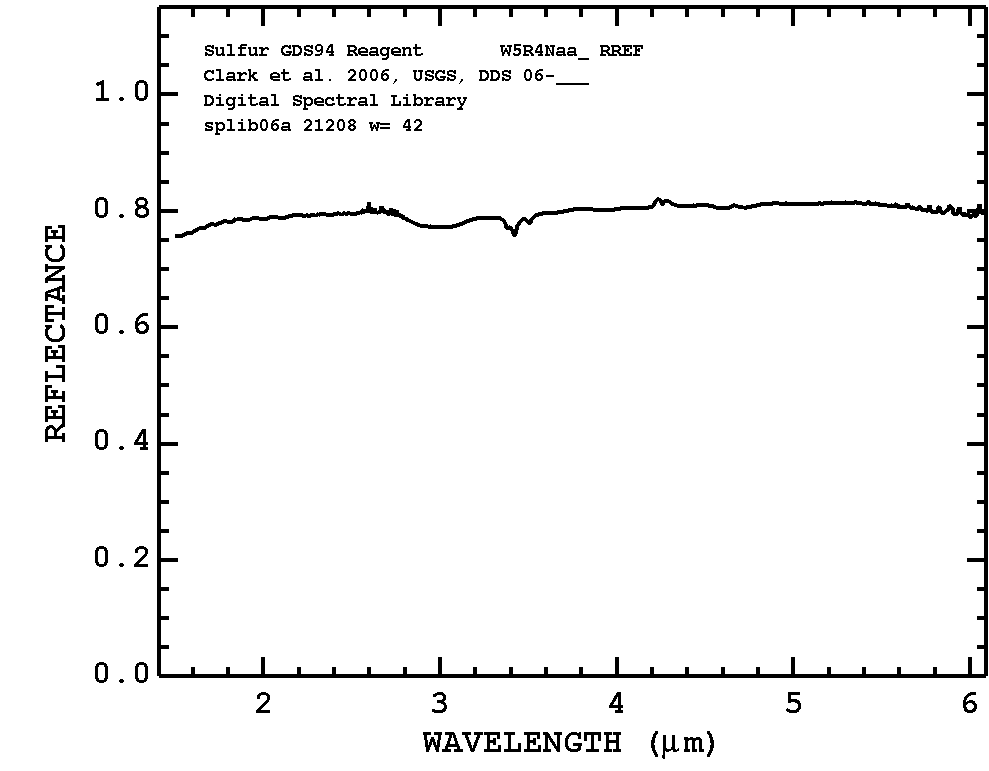 Sulfur GDS94 Reagent W5R4Naa_ RREF
Clark et al. 2006, USGS, DDS 06-___
Digital Spectral Library
splib06a 21208 w= 42
1.0
0.8
0.6
0.4
0.2
0.0
REFLECTANCE
2 3 4 5 6
WAVELENGTH (µm)